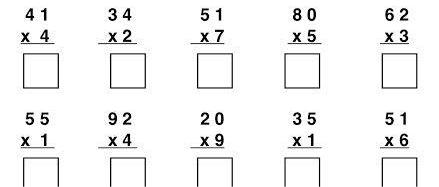 41 34 51 80 62
x 4 x 2 x 7 x 5 x 3
55 92 20 35 51
x 1 x 4 x 9 x 1 x 6